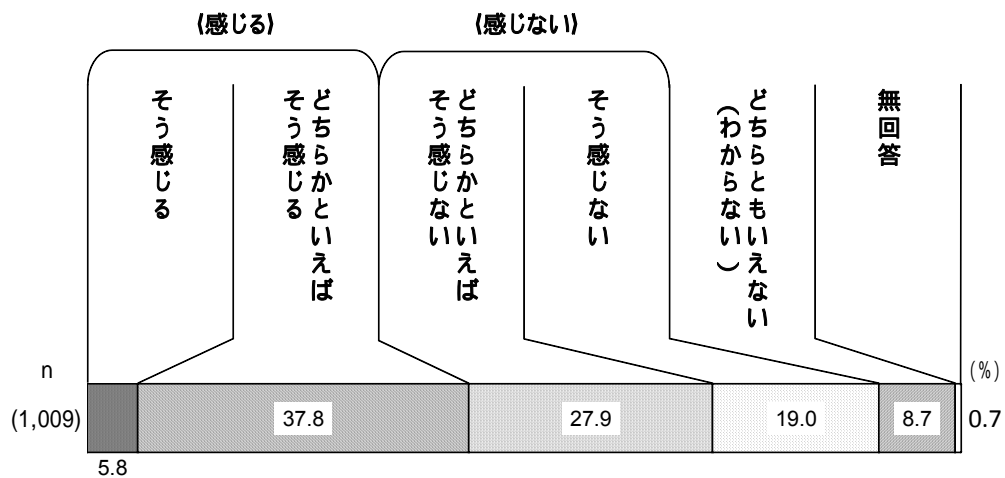 (感じる)
(感じない)
そう感じる
どちらかといえば
そう感じる
どちらかといえば
そう感じない
そう感じない
どちらともいえない
(わからない)
無回答
n
(%)
(1,009)
37.8
27.9
19.0
8.7
0.7
5.8